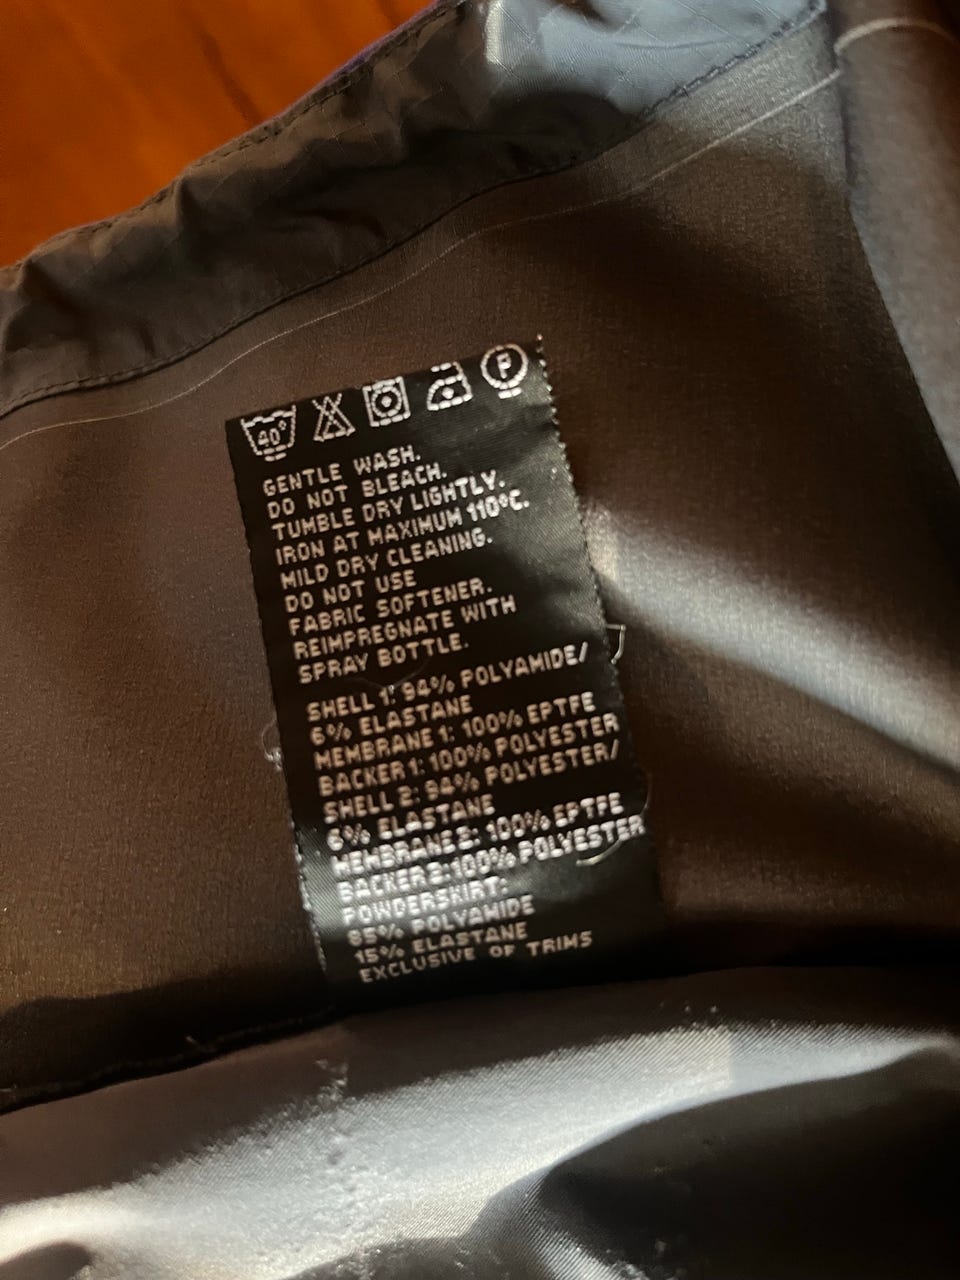 40° P
GENTLE WASH.
DO NOT BLEACH.
TUMBLE DRY LIGHTLY.
IRON AT MAXIMUM 110°C.
MILD DRY CLEANING.
DO NOT USE
FABRIC SOFTENER.
REIMPREGNATE WITH
SPRAY BOTTLE.
SHELL 1: 94% POLYAMIDE/
6% ELASTANE
MEMBRANE 1: 100% EPTFE
BACKER 1: 100% POLYESTER
SHELL 2: 94% POLYESTER/
6% ELASTANE
MEMBRANE 2: 100% EPTFE
BACKER 2: 100% POLYESTER
POWDERSKIRT:
85% POLYAMIDE
15% ELASTANE
EXCLUSIVE OF TRIMS